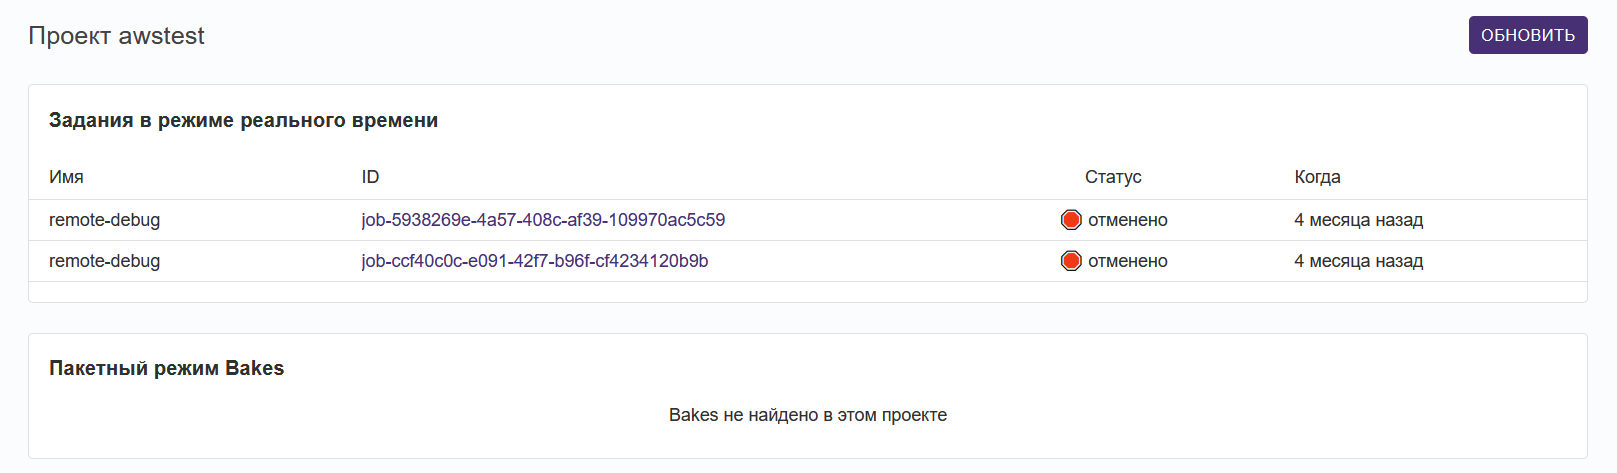 Проект awstest
ОБНОВИТЬ
Задания в режиме реального времени
Имя ID Статус Когда
remote-debug job-5938269e-4a57-408c-af39-109970ac5c59 отменено 4 месяца назад
remote-debug job-ccf40c0c-e091-42f7-b96f-cf4234120b9b отменено 4 месяца назад
Пакетный режим Bakes
Bakes не найдено в этом проекте